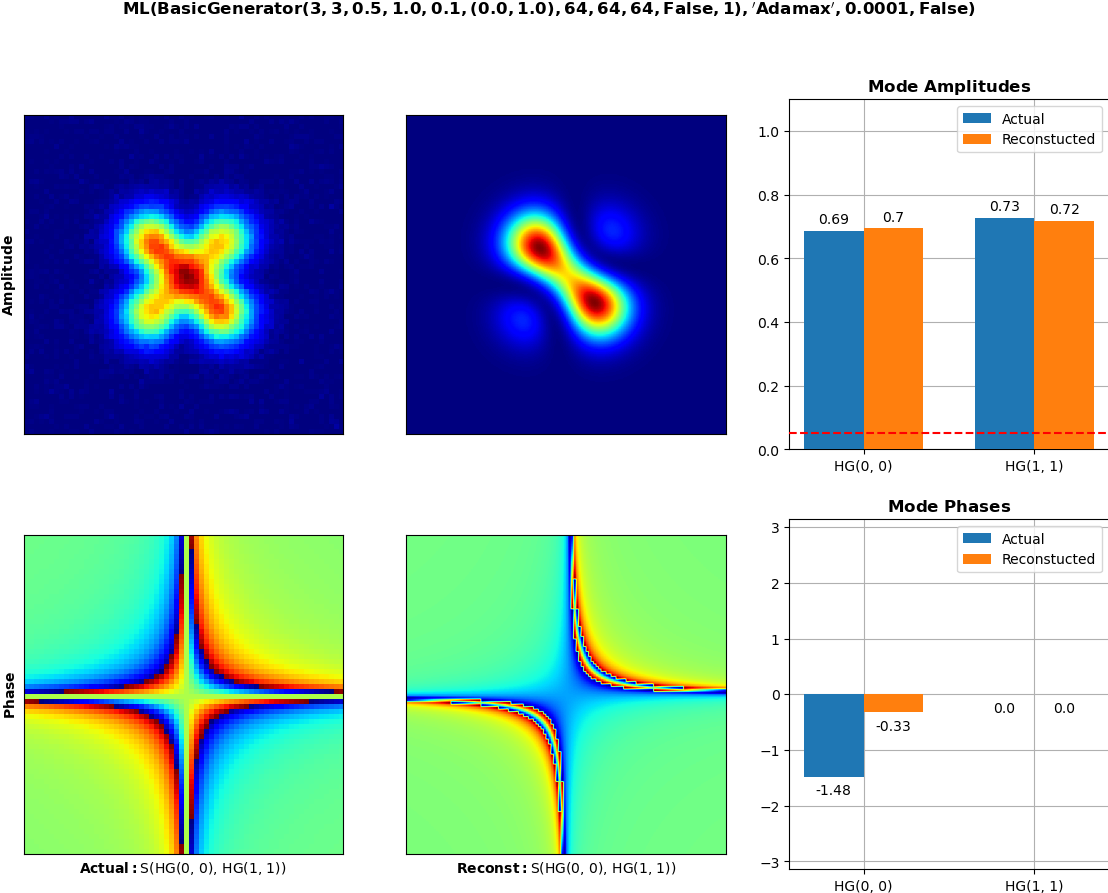 ML(BasicGenerator(3, 3, 0.5, 1.0, 0.1, (0.0, 1.0), 64, 64, 64, False, 1), ′Adamax′, 0.0001, False)
Amplitude
Mode Amplitudes
Actual
Reconstucted
1.0
0.8
0.6
0.4
0.2
0.0
0.69
0.7
0.73
0.72
HG(0, 0)
HG(1, 1)
Phase
Actual: S(HG(0, 0), HG(1, 1))
Reconst: S(HG(0, 0), HG(1, 1))
Mode Phases
Actual
Reconstucted
3
2
1
0
−1
−2
−3
-1.48
-0.33
0.0
0.0
HG(0, 0)
HG(1, 1)